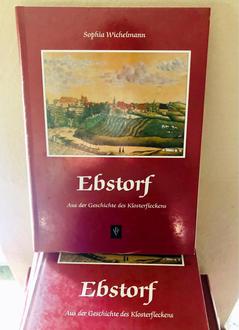 Sophia Wichelmann
Ebstorf
Aus der Geschichte des Klosterfleckens
Ebstorf
Aus der Geschichte des Klosterfleckens